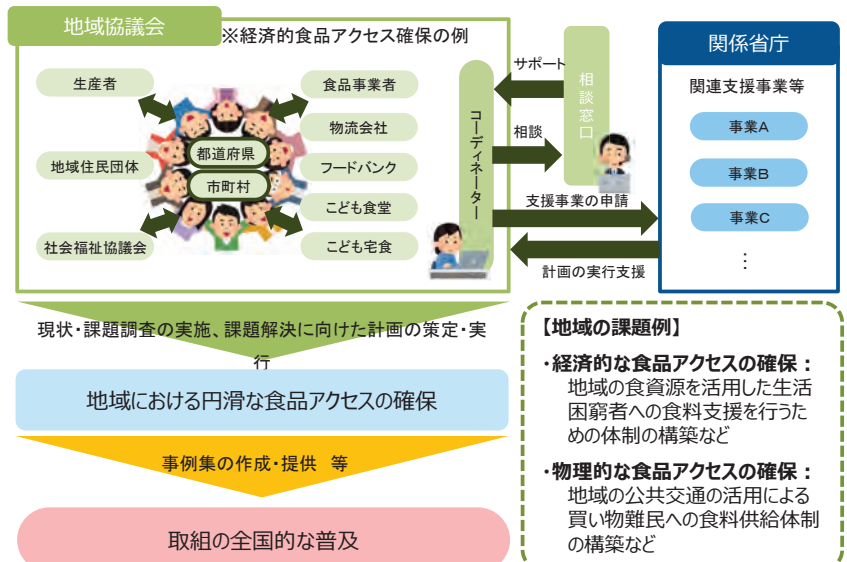 地域協議会
※経済的食品アクセス確保の例
生産者
地域住民団体
社会福祉協議会
都道府県
市町村
食品事業者
物流会社
フードバンク
こども食堂
こども宅食
コーディネーター
サポート
相談
相談窓口
支援事業の申請
計画の実行支援
関係省庁
関連支援事業等
事業A
事業B
事業C
⋮
現状・課題調査の実施、課題解決に向けた計画の策定・実
行
地域における円滑な食品アクセスの確保
事例集の作成・提供 等
取組の全国的な普及
【地域の課題例】
・経済的な食品アクセスの確保：
地域の食資源を活用した生活
困窮者への食料支援を行うた
めの体制の構築など
・物理的な食品アクセスの確保：
地域の公共交通の活用による
買い物難民への食料供給体制
の構築など